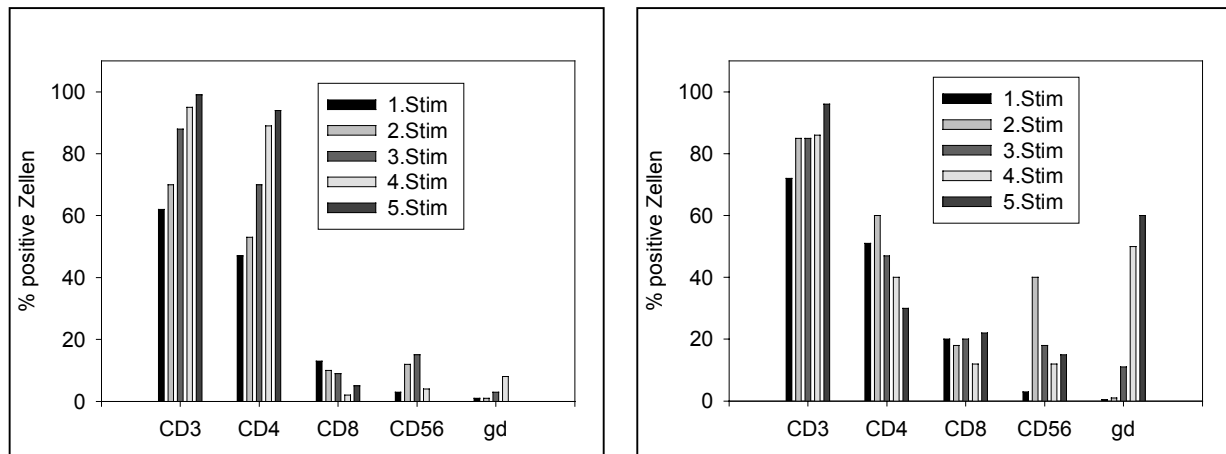 % positive Zellen
100
80
60
40
20
0
1.Stim
2.Stim
3.Stim
4.Stim
5.Stim
CD3 CD4 CD8 CD56 gd
% positive Zellen
100
80
60
40
20
0
1.Stim
2.Stim
3.Stim
4.Stim
5.Stim
CD3 CD4 CD8 CD56 gd